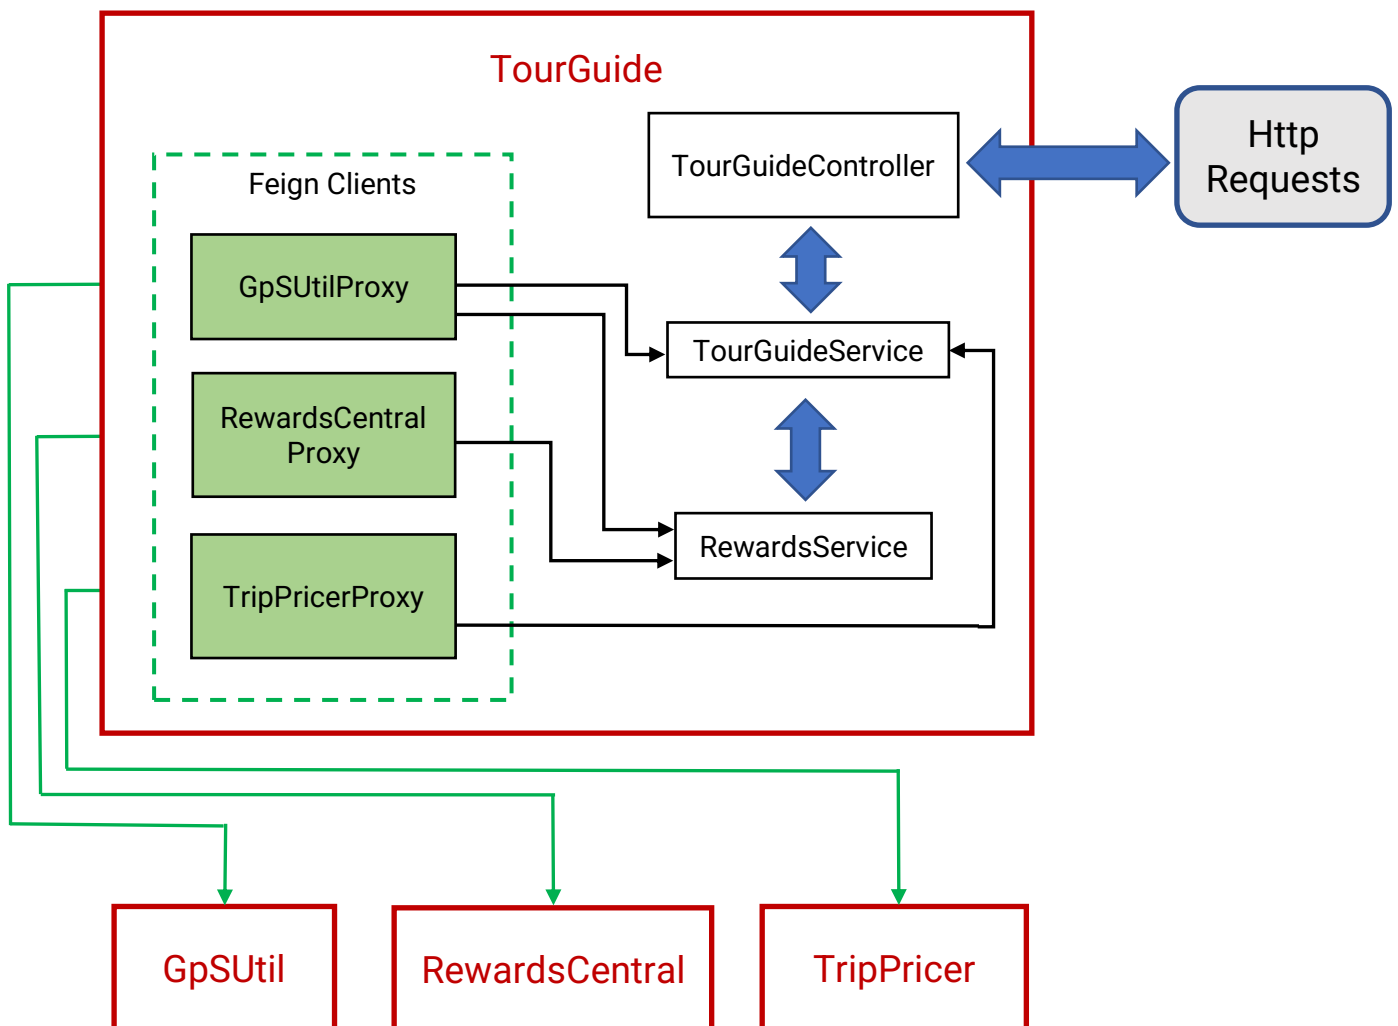 TourGuide
Http
Requests
TourGuideController
Feign Clients
GpSUtilProxy
TourGuideService
RewardsCentral
Proxy
RewardsService
TripPricerProxy
GpSUtil
RewardsCentral
TripPricer